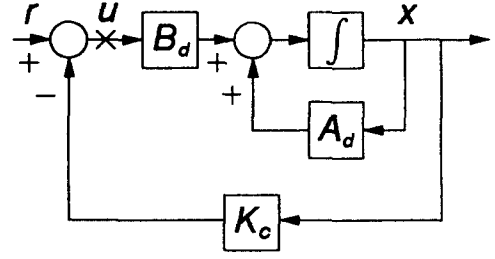 r
u
x
+
−
B_d
+
+
∫
A_d
K_c